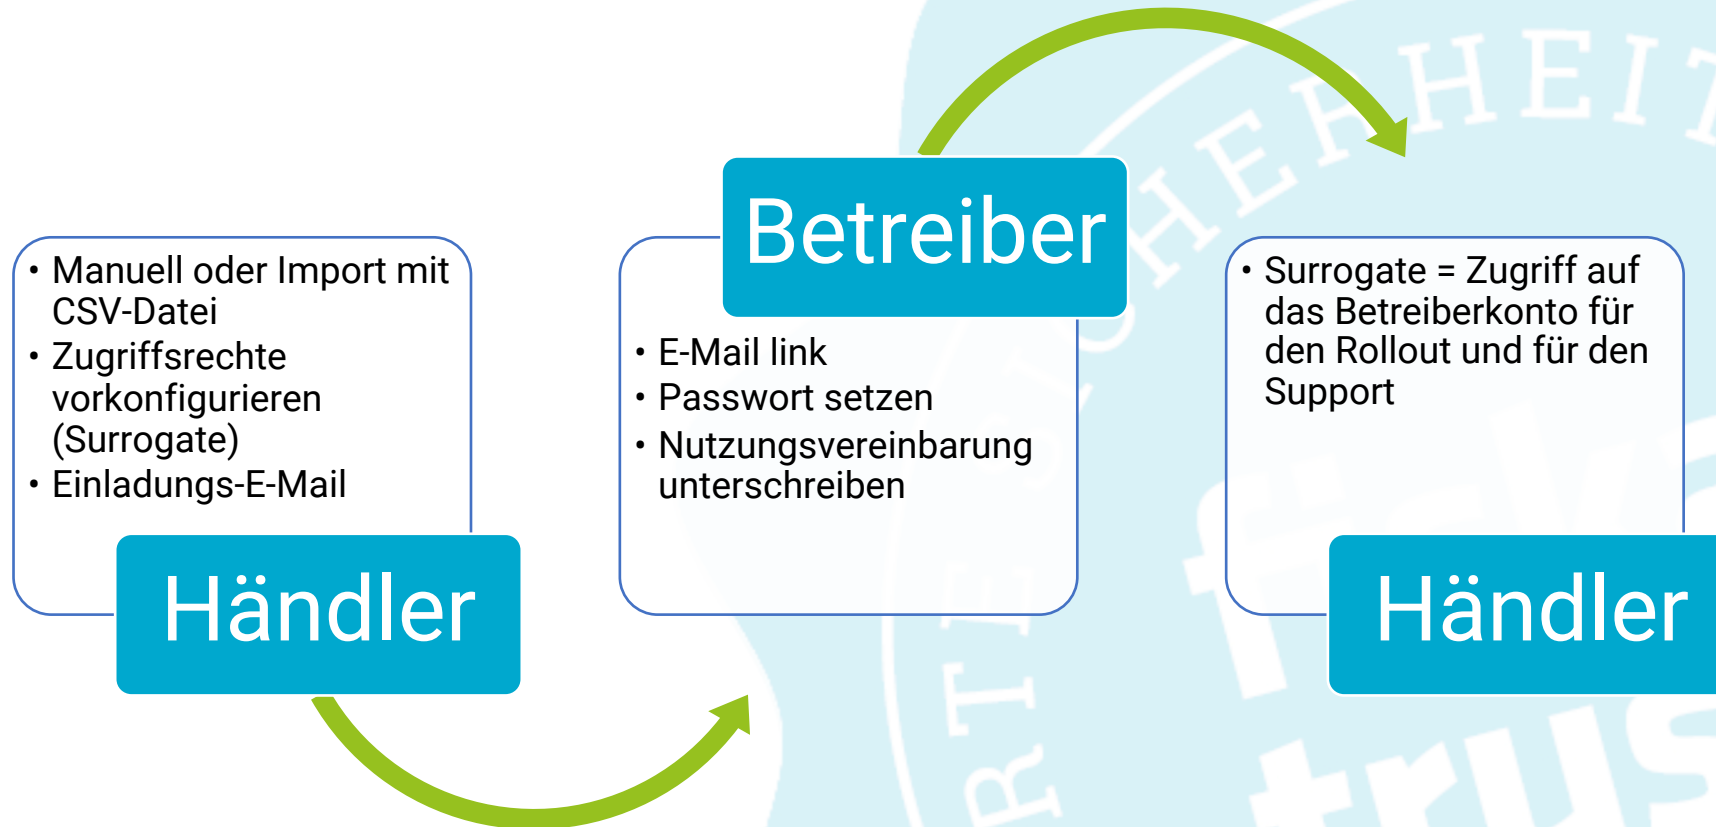 Manuell oder Import mit
CSV-Datei
Zugriffsrechte
vorkonfigurieren
(Surrogate)
Einladungs-E-Mail
Händler
Betreiber
E-Mail link
Passwort setzen
Nutzungsvereinbarung
unterschreiben
Surrogate = Zugriff auf
das Betreiberkonto für
den Rollout und für den
Support
Händler